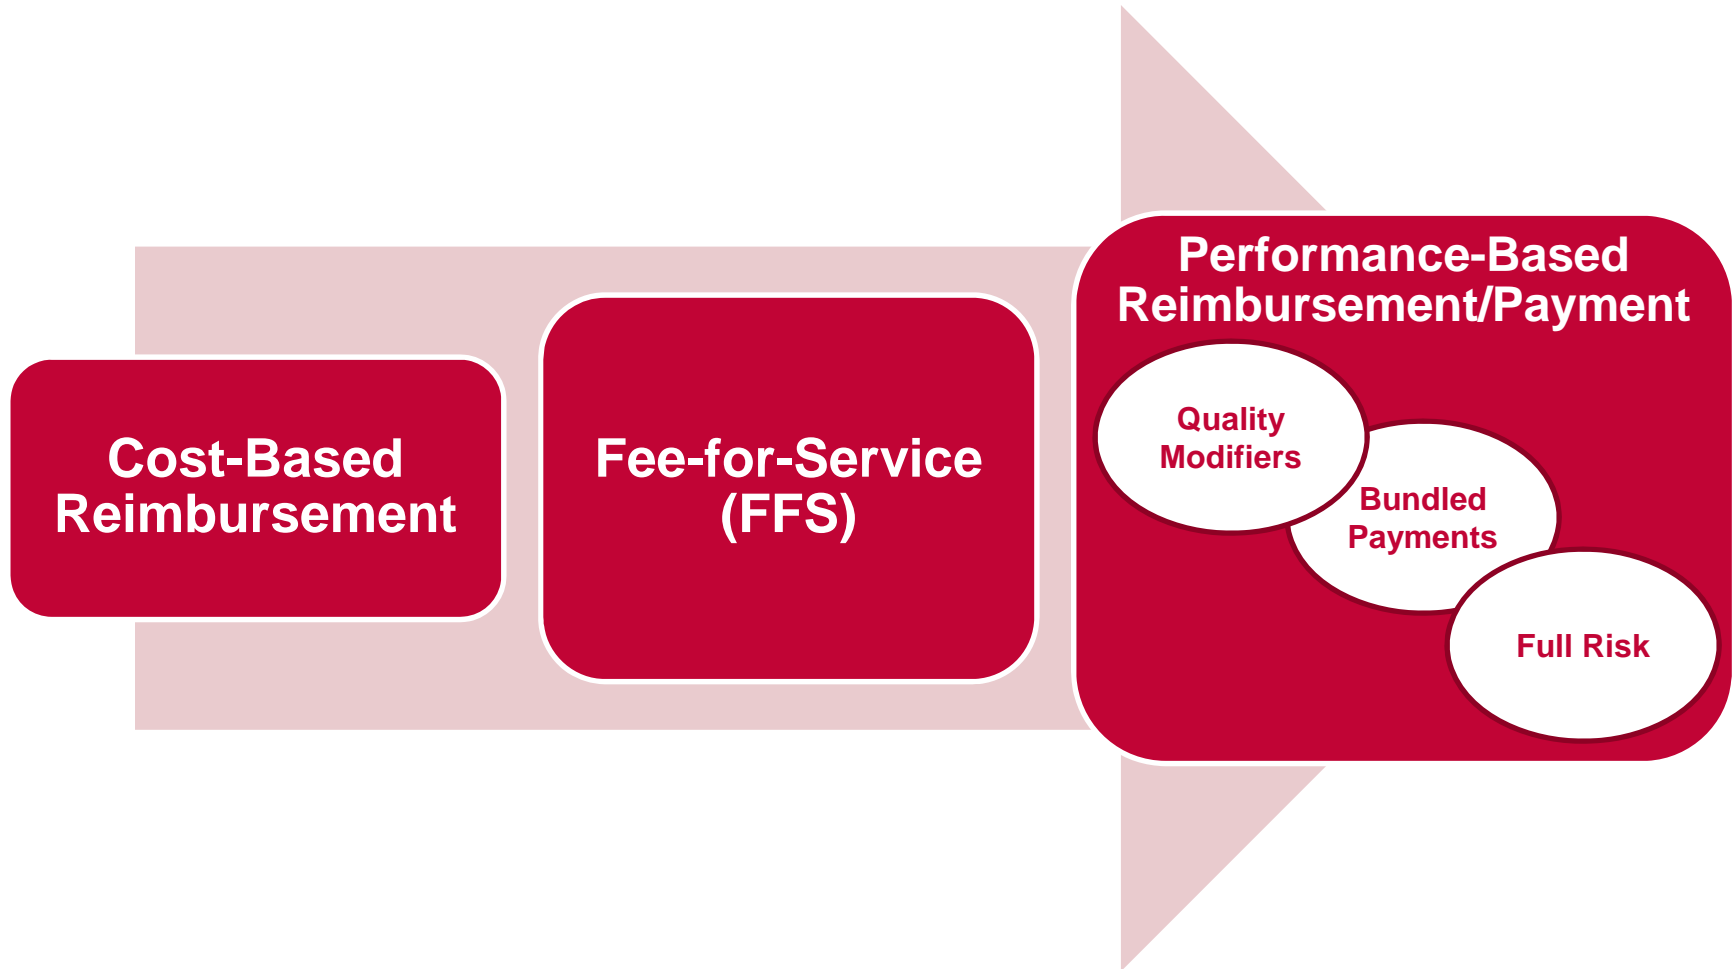 Cost-Based
Reimbursement
Fee-for-Service
(FFS)
Performance-Based
Reimbursement/Payment
Quality
Modifiers
Bundled
Payments
Full Risk